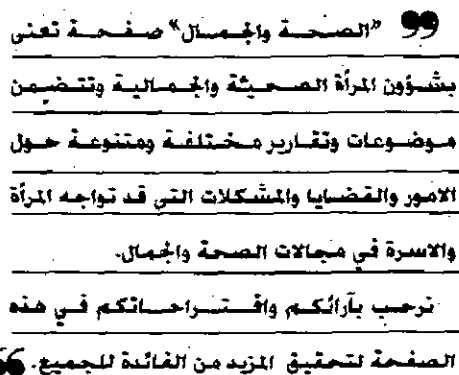 "الصحة والجمال" صفحة تعنى
بشؤون المرأة الصحيئة والجمالية وتتضمن
موضوعات وتقارير مختلفة ومتنوعة حول
الامور والقضايا والمشكلات التي قد تواجه المرأة
والاسرة في مجالات الصحة والجمال.
نرحب بآرائكم واقتراحاتكم في هذه
الصفحة لتحقيق المزيد من الفائدة للجميع.